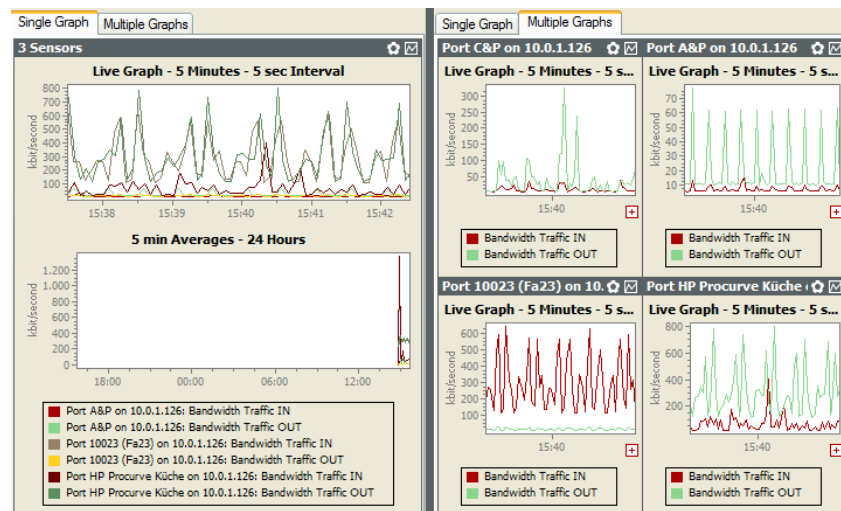 Single Graph
Multiple Graphs
3 Sensors
Live Graph - 5 Minutes - 5 sec Interval
kbit/second
800
700
600
500
400
300
200
100
15:38
15:39
15:40
15:41
15:42
5 min Averages - 24 Hours
kbit/second
1.200
1.000
800
600
400
200
0
18:00
00:00
06:00
12:00
Port A&P on 10.0.1.126: Bandwidth Traffic IN
Port A&P on 10.0.1.126: Bandwidth Traffic OUT
Port 10023 (Fa23) on 10.0.1.126: Bandwidth Traffic IN
Port 10023 (Fa23) on 10.0.1.126: Bandwidth Traffic OUT
Port HP Procurve Küche on 10.0.1.126: Bandwidth Traffic IN
Port HP Procurve Küche on 10.0.1.126: Bandwidth Traffic OUT
Single Graph
Multiple Graphs
Port C&P on 10.0.1.126
Live Graph - 5 Minutes - 5 s...
kbit/second
300
250
200
150
100
50
15:40
Bandwidth Traffic IN
Bandwidth Traffic OUT
Port A&P on 10.0.1.126
Live Graph - 5 Minutes - 5 s...
kbit/second
70
60
50
40
30
20
10
15:40
Bandwidth Traffic IN
Bandwidth Traffic OUT
Port 10023 (Fa23) on 10.
Live Graph - 5 Minutes - 5 s...
kbit/second
600
500
400
300
200
100
15:40
Bandwidth Traffic IN
Bandwidth Traffic OUT
Port HP Procurve Küche
Live Graph - 5 Minutes - 5 s...
kbit/second
800
600
400
200
15:40
Bandwidth Traffic IN
Bandwidth Traffic OUT